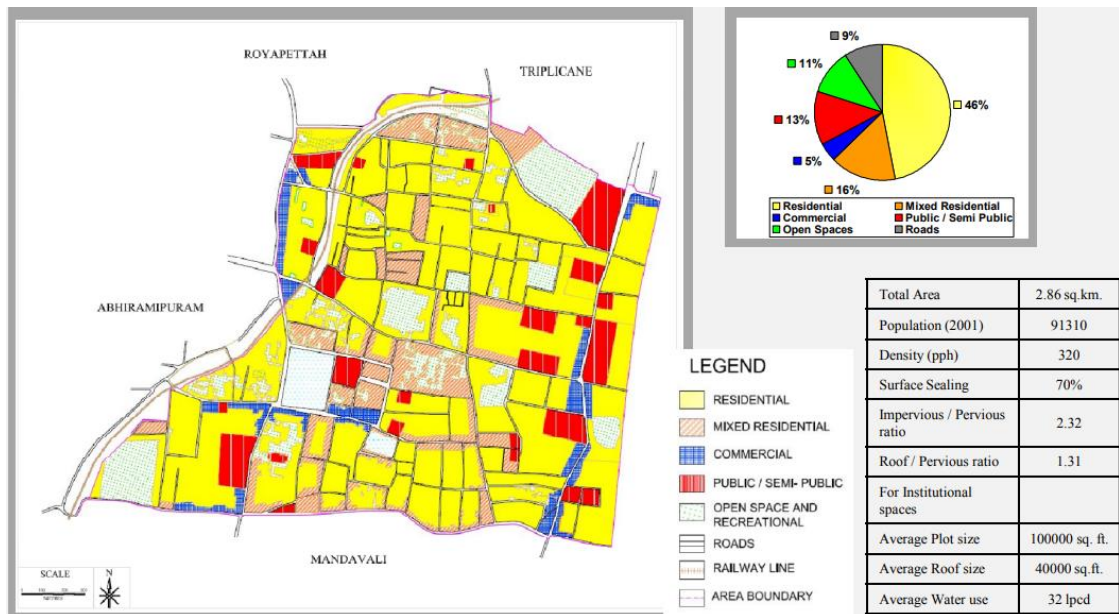 ROYAPETTAH
TRIPLICANE
ABHIRAMIPURAM
MANDAVALI
SCALE
N
LEGEND
RESIDENTIAL
MIXED RESIDENTIAL
COMMERCIAL
PUBLIC / SEMI- PUBLIC
OPEN SPACE AND
RECREATIONAL
ROADS
RAILWAY LINE
AREA BOUNDARY
9%
11%
46%
13%
5%
16%
Residential
Mixed Residential
Commercial
Public / Semi Public
Open Spaces
Roads
Total Area 2.86 sq.km.
Population (2001) 91310
Density (pph) 320
Surface Sealing 70%
Impervious / Pervious
ratio 2.32
Roof / Pervious ratio 1.31
For Institutional
spaces
Average Plot size 100000 sq. ft.
Average Roof size 40000 sq.ft.
Average Water use 32 lpcd